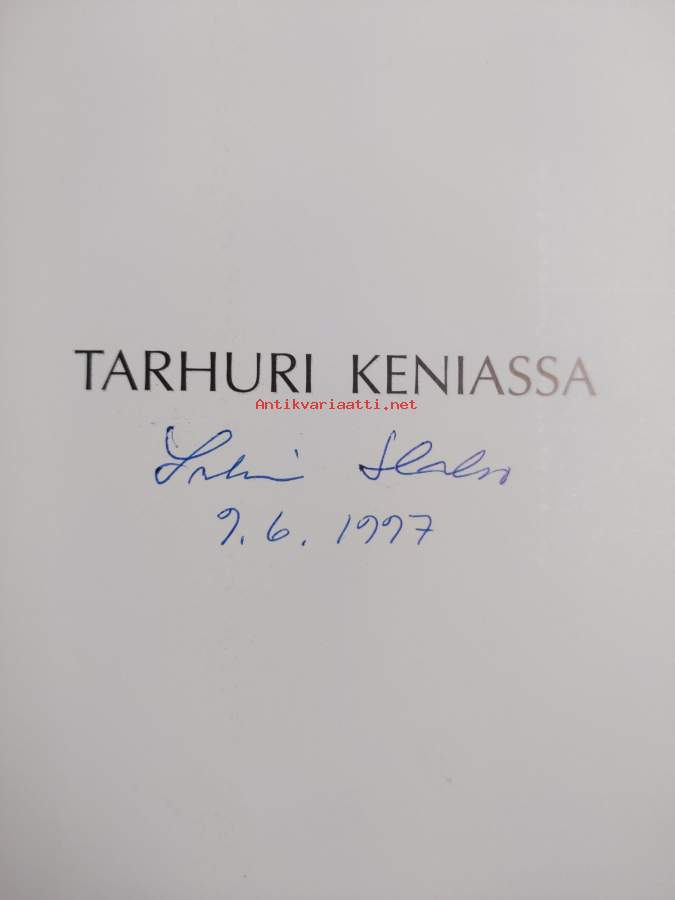 TARHURI KENIASSA
Antikvariaatti.net
9.6.1997